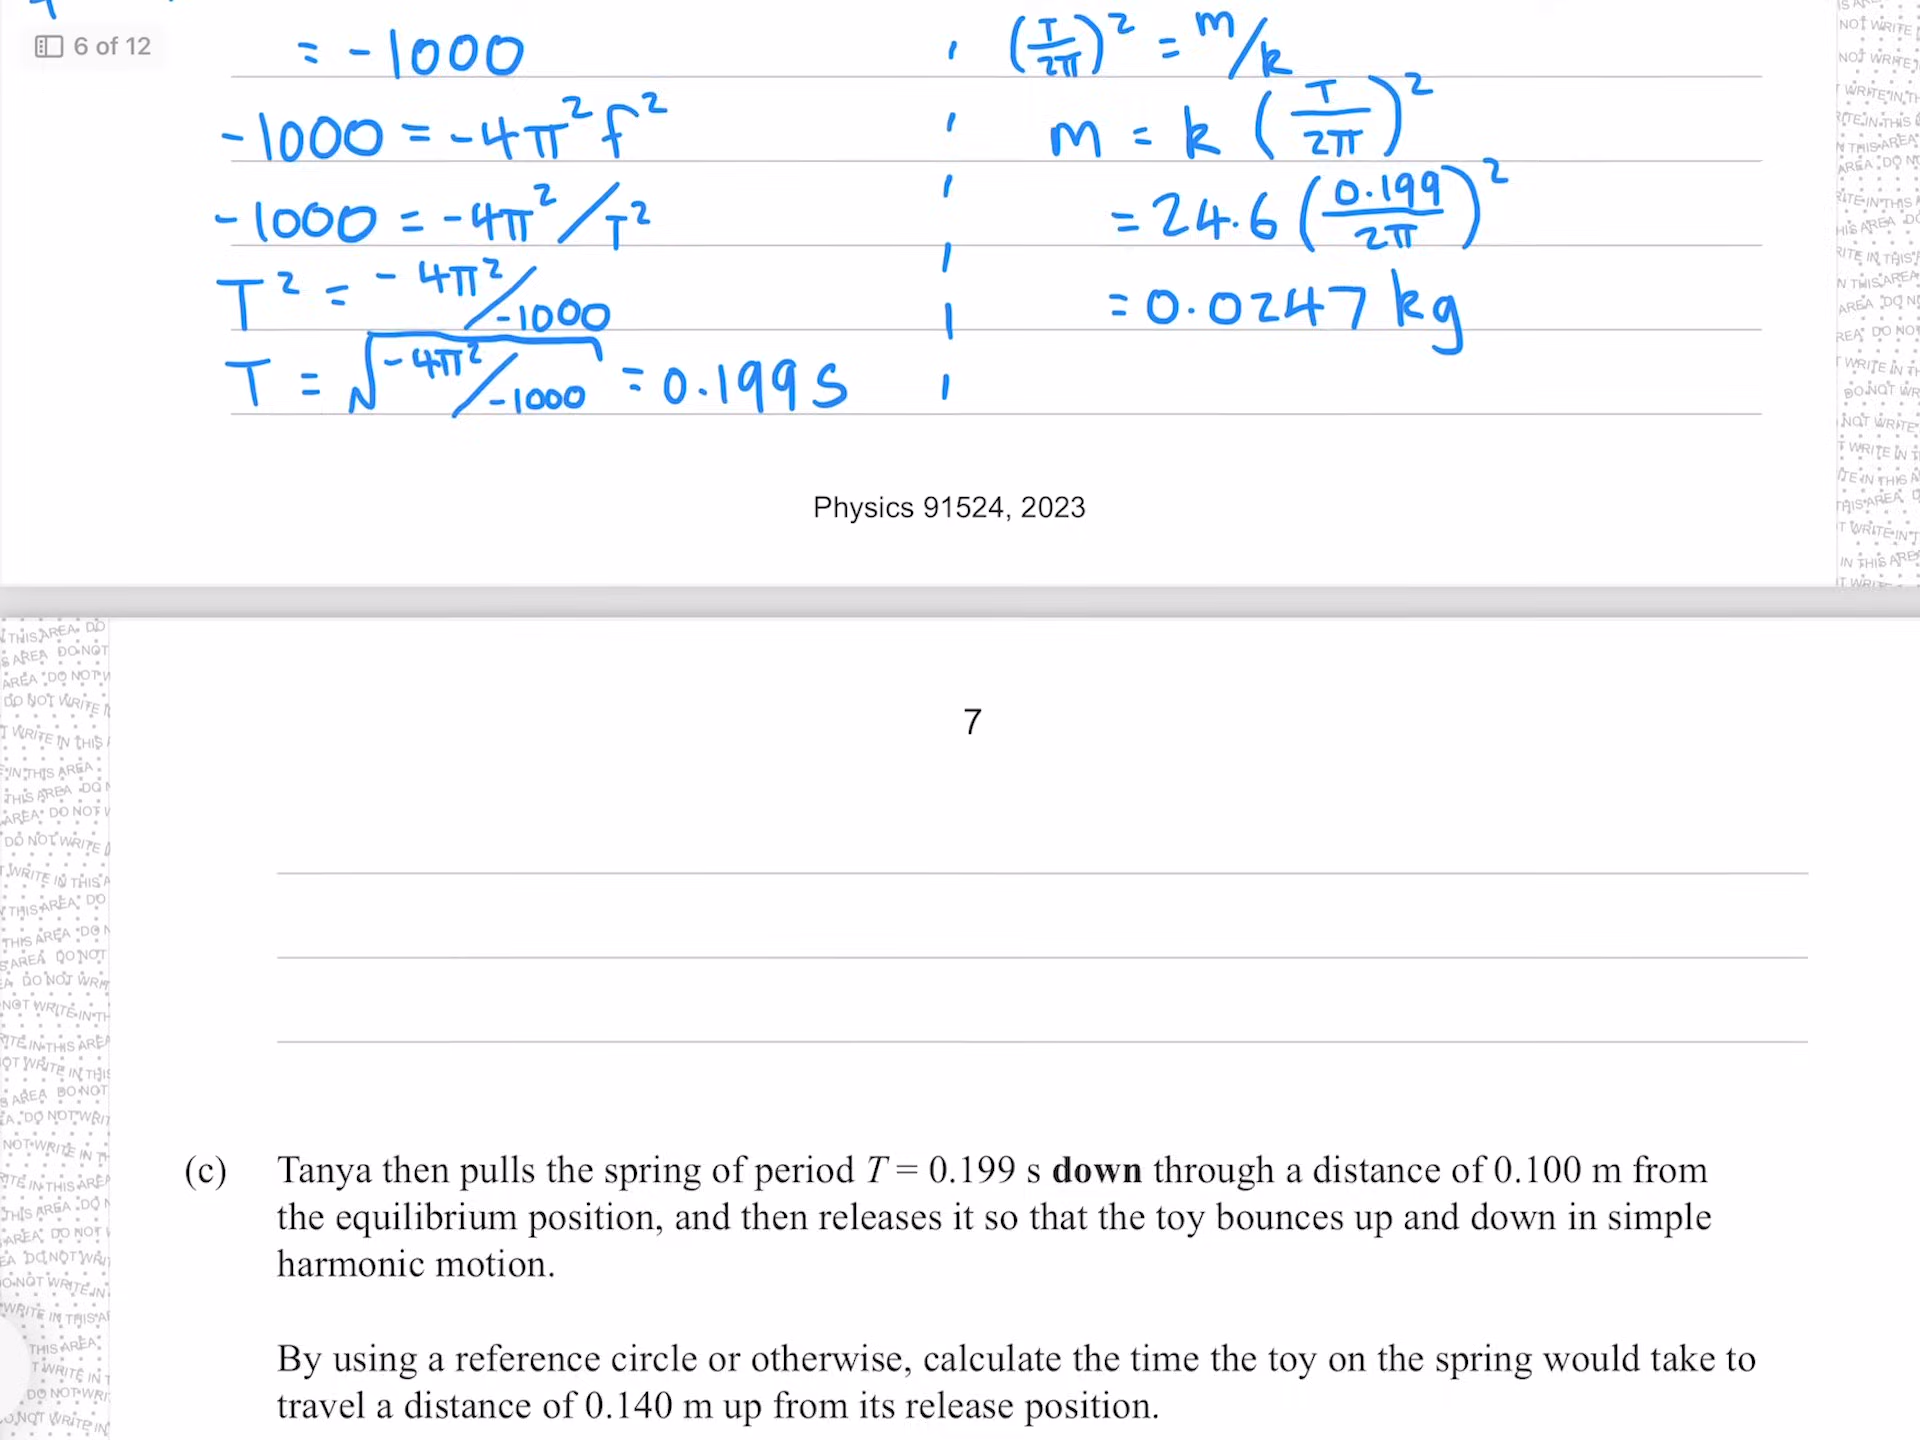 6 of 12
= -1000
-1000 = -4π²f²
-1000 = -4π²/T²
T² = -4π²/-1000
T = √-4π²/-1000 = 0.199 s
(T/2π)² = m/k
m = k (T/2π)²
= 24.6 (0.199/2π)²
= 0.0247 kg
Physics 91524, 2023
7
(c) Tanya then pulls the spring of period T = 0.199 s down through a distance of 0.100 m from
the equilibrium position, and then releases it so that the toy bounces up and down in simple
harmonic motion.
By using a reference circle or otherwise, calculate the time the toy on the spring would take to
travel a distance of 0.140 m up from its release position.